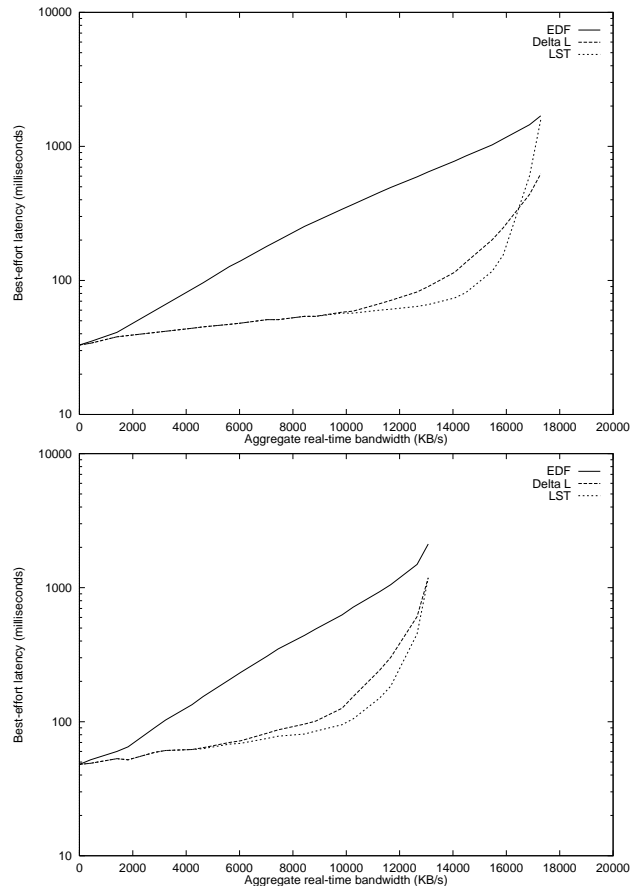 10000
EDF
Delta L
LST
1000
Best-effort latency (milliseconds)
100
10
0 2000 4000 6000 8000 10000 12000 14000 16000 18000 20000
Aggregate real-time bandwidth (KB/s)
10000
EDF
Delta L
LST
1000
Best-effort latency (milliseconds)
100
10
0 2000 4000 6000 8000 10000 12000 14000 16000 18000 20000
Aggregate real-time bandwidth (KB/s)